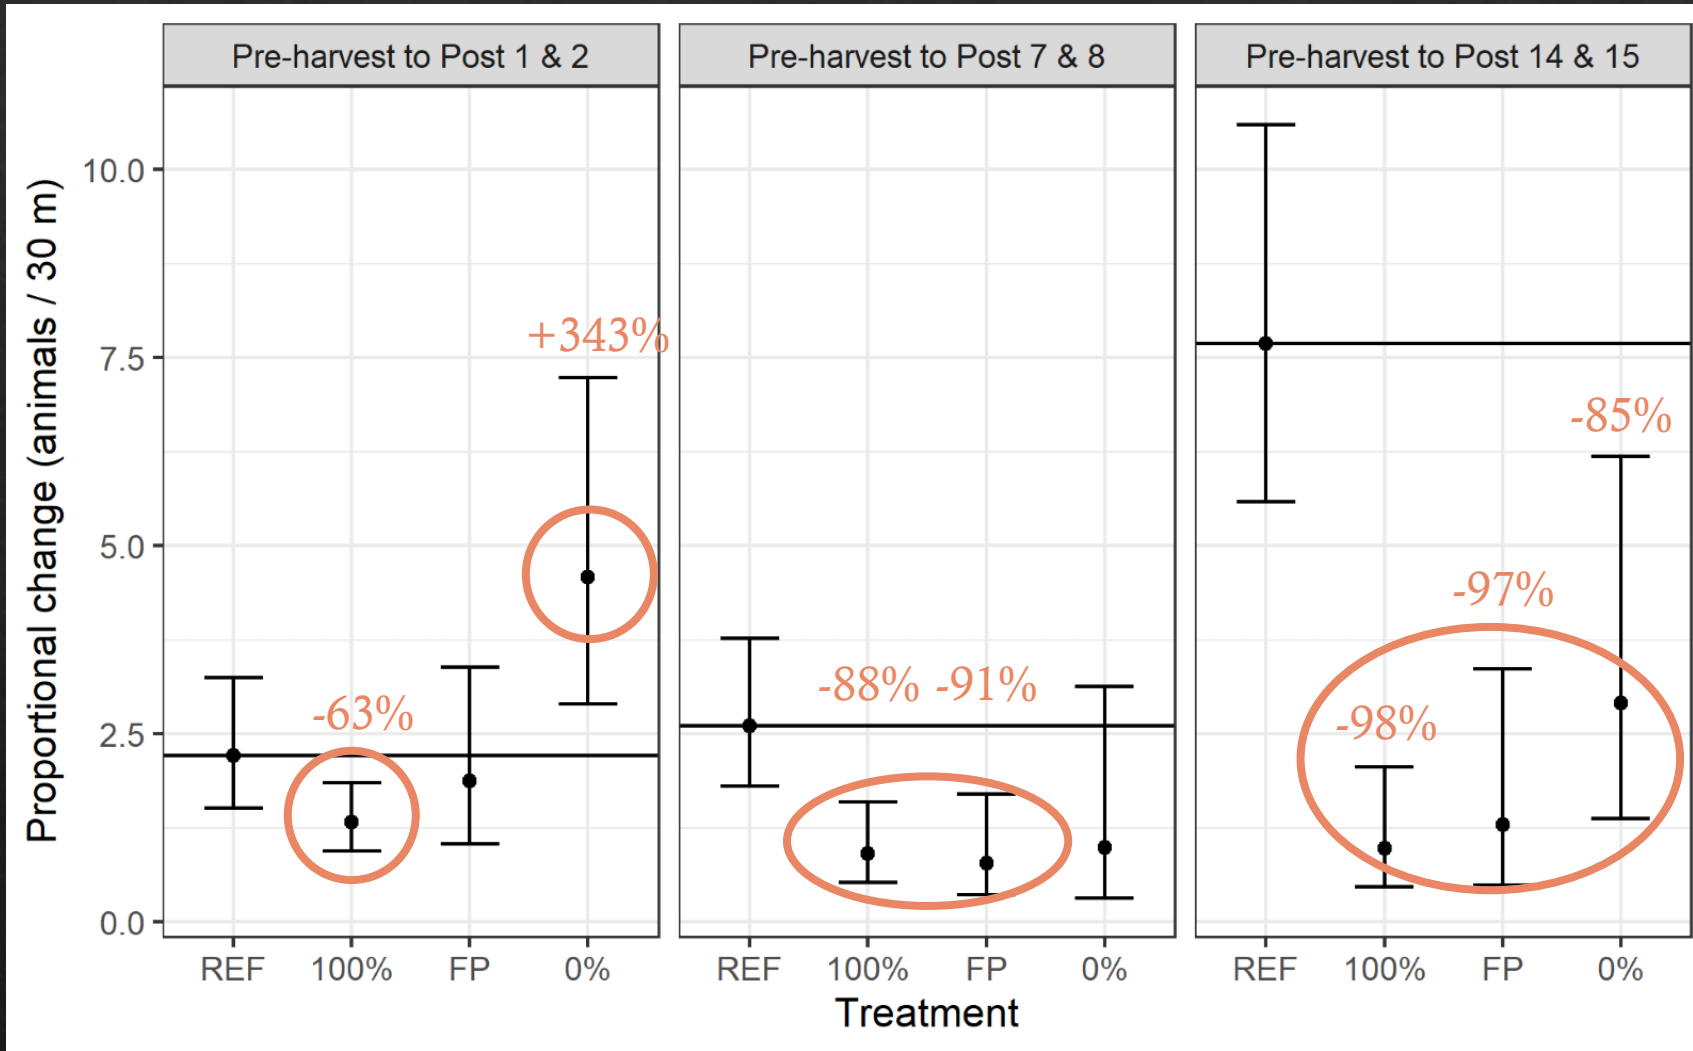 Pre-harvest to Post 1 & 2
Pre-harvest to Post 7 & 8
Pre-harvest to Post 14 & 15
Proportional change (animals / 30 m)
10.0
7.5
5.0
2.5
0.0
+343%
-63%
-88% -91%
-85%
-97%
-98%
REF 100% FP 0%
REF 100% FP 0%
REF 100% FP 0%
Treatment